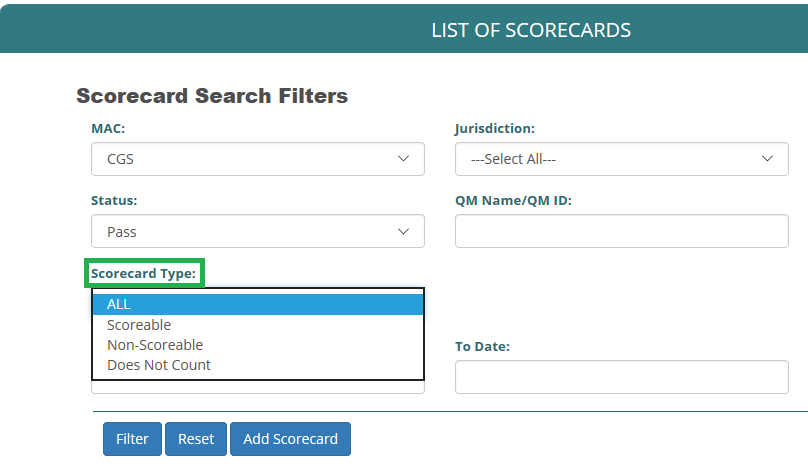 LIST OF SCORECARDS
Scorecard Search Filters
MAC:
Jurisdiction:
CGS
---Select All---
Status:
QM Name/QM ID:
Pass
Scorecard Type:
ALL
Scoreable
Non-Scoreable
Does Not Count
To Date:
Filter
Reset
Add Scorecard